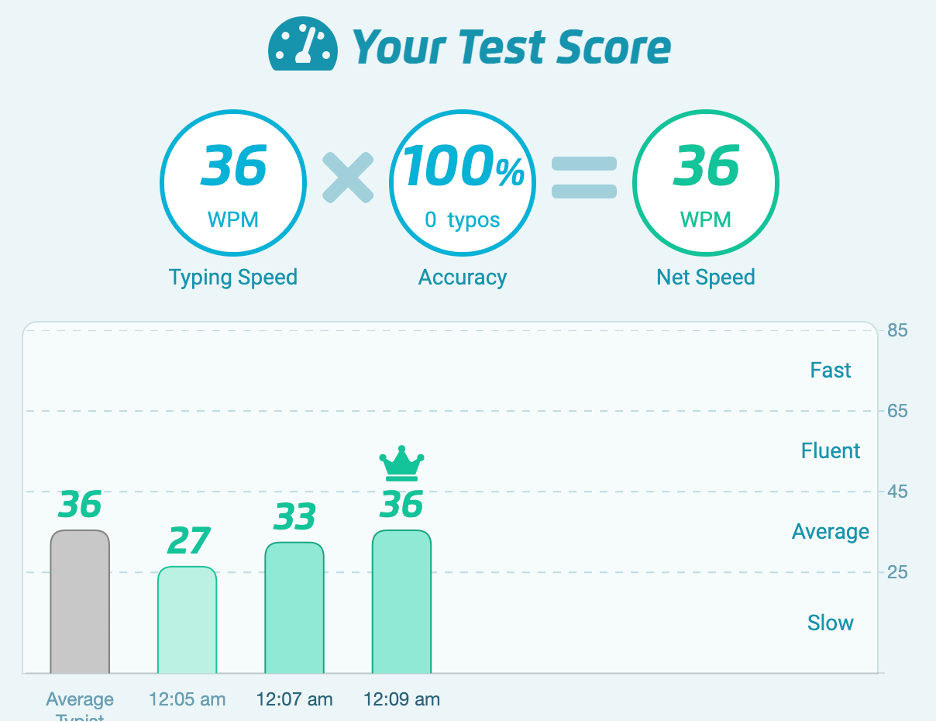 Your Test Score
36 100% 36
WPM 0 typos WPM
Typing Speed Accuracy Net Speed
85
Fast
65
Fluent
45
36 27 33 36
Average
25
Slow
Average 12:05 am 12:07 am 12:09 am
Typist